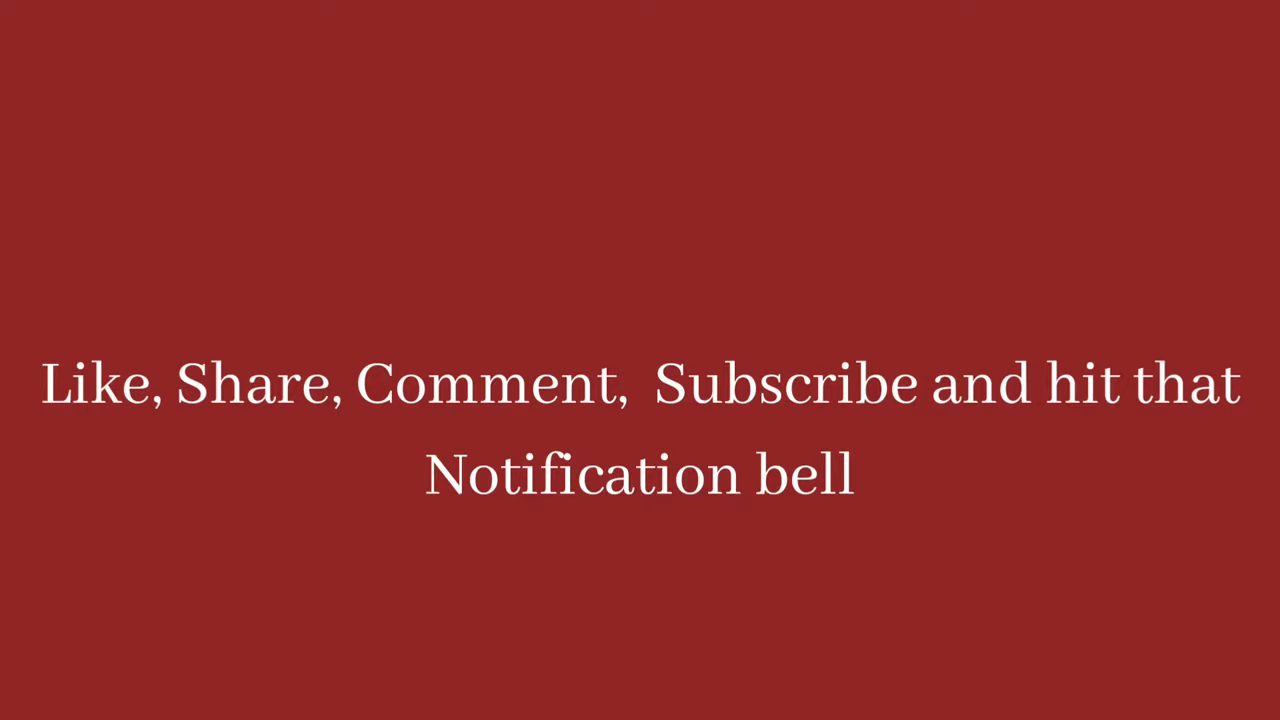 Like, Share, Comment,  Subscribe and hit that
Notification bell